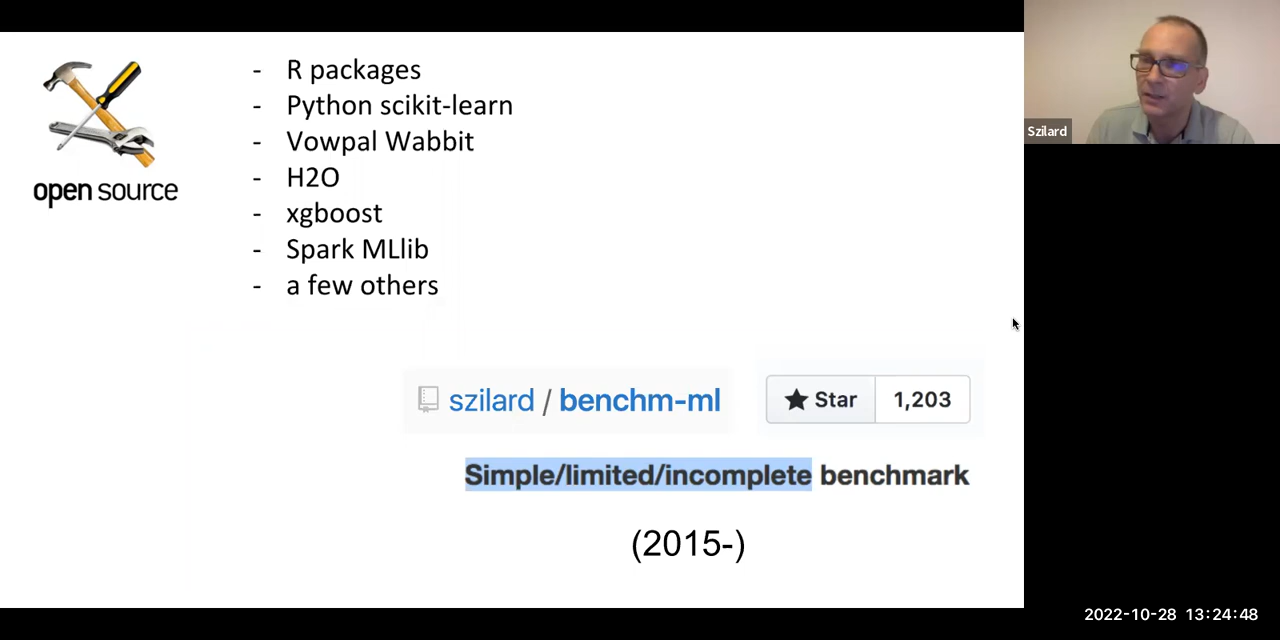 - R packages
- Python scikit-learn
- Vowpal Wabbit
- H2O
- xgboost
- Spark MLlib
- a few others
open source
szilard / benchm-ml
Star 1,203
Simple/limited/incomplete benchmark
(2015-)
Szilard
2022-10-28 13:24:48